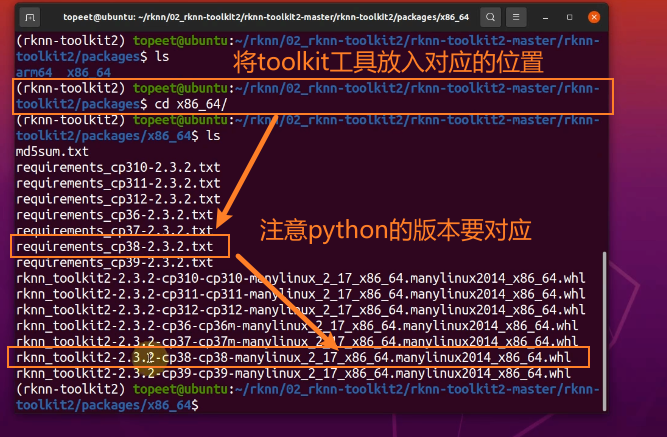 topeet@ubuntu: ~/rknn/02_rknn-toolkit2/rknn-toolkit2-master/rknn-toolkit2/packages/x86_64
(rknn-toolkit2) topeet@ubuntu:~/rknn/02_rknn-toolkit2/rknn-toolkit2-master/rknn-
toolkit2/packages$ ls
arm64 x86_64
将toolkit工具放入对应的位置
(rknn-toolkit2) topeet@ubuntu:~/rknn/02_rknn-toolkit2/rknn-toolkit2-master/rknn-
toolkit2/packages$ cd x86_64/
(rknn-toolkit2) topeet@ubuntu:~/rknn/02_rknn-toolkit2/rknn-toolkit2-master/rknn-
toolkit2/packages/x86_64$ ls
md5sum.txt
requirements_cp310-2.3.2.txt
requirements_cp311-2.3.2.txt
requirements_cp312-2.3.2.txt
requirements_cp36-2.3.2.txt
requirements_cp37-2.3.2.txt
注意python的版本要对应
requirements_cp38-2.3.2.txt
requirements_cp39-2.3.2.txt
rknn_toolkit2-2.3.2-cp310-cp310-manylinux_2_17_x86_64.manylinux2014_x86_64.whl
rknn_toolkit2-2.3.2-cp311-cp311-manylinux_2_17_x86_64.manylinux2014_x86_64.whl
rknn_toolkit2-2.3.2-cp312-cp312-manylinux_2_17_x86_64.manylinux2014_x86_64.whl
rknn_toolkit2-2.3.2-cp36-cp36m-manylinux_2_17_x86_64.manylinux2014_x86_64.whl
rknn_toolkit2-2.3.2-cp37-cp37m-manylinux_2_17_x86_64.manylinux2014_x86_64.whl
rknn_toolkit2-2.3.2-cp38-cp38-manylinux_2_17_x86_64.manylinux2014_x86_64.whl
rknn_toolkit2-2.3.2-cp39-cp39-manylinux_2_17_x86_64.manylinux2014_x86_64.whl
(rknn-toolkit2) topeet@ubuntu:~/rknn/02_rknn-toolkit2/rknn-toolkit2-master/rknn-
toolkit2/packages/x86_64$